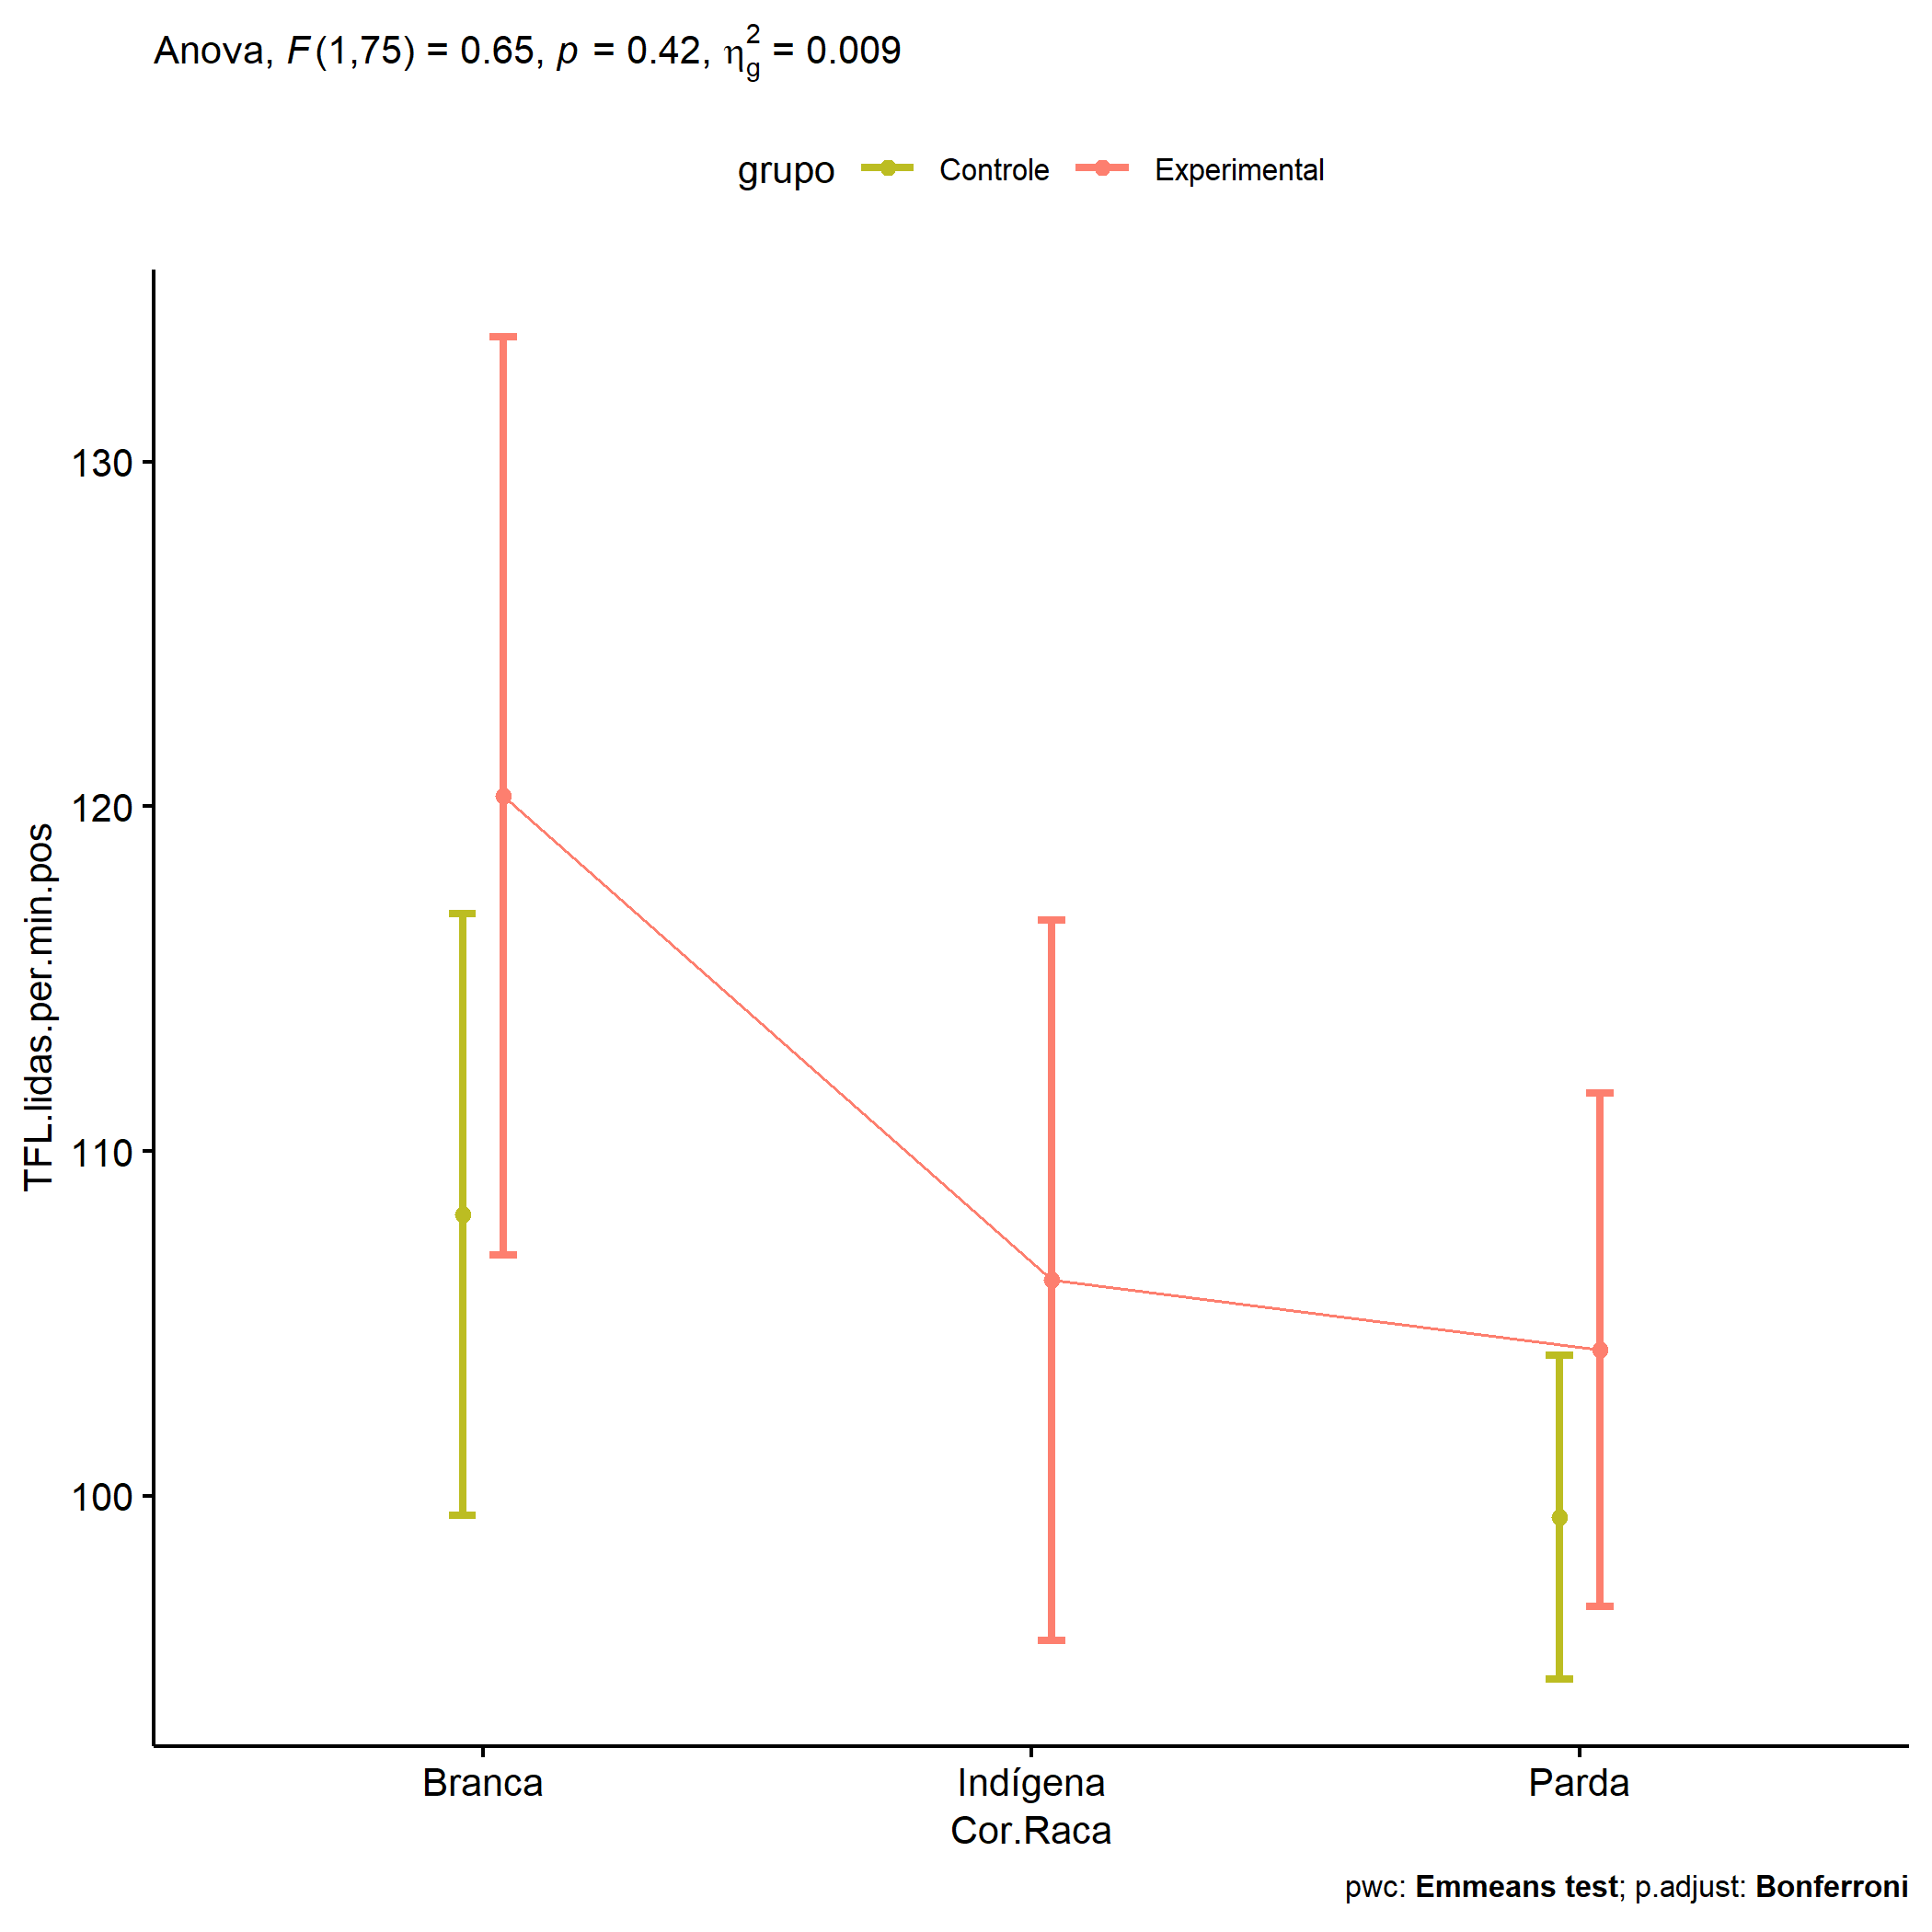 Anova, F(1,75) = 0.65, p = 0.42, η²g = 0.009
grupo Controle Experimental
TFL.lidas.per.min.pos
130
120
110
100
Branca Indígena Parda
Cor.Raca
pwc: Emmeans test; p.adjust: Bonferroni